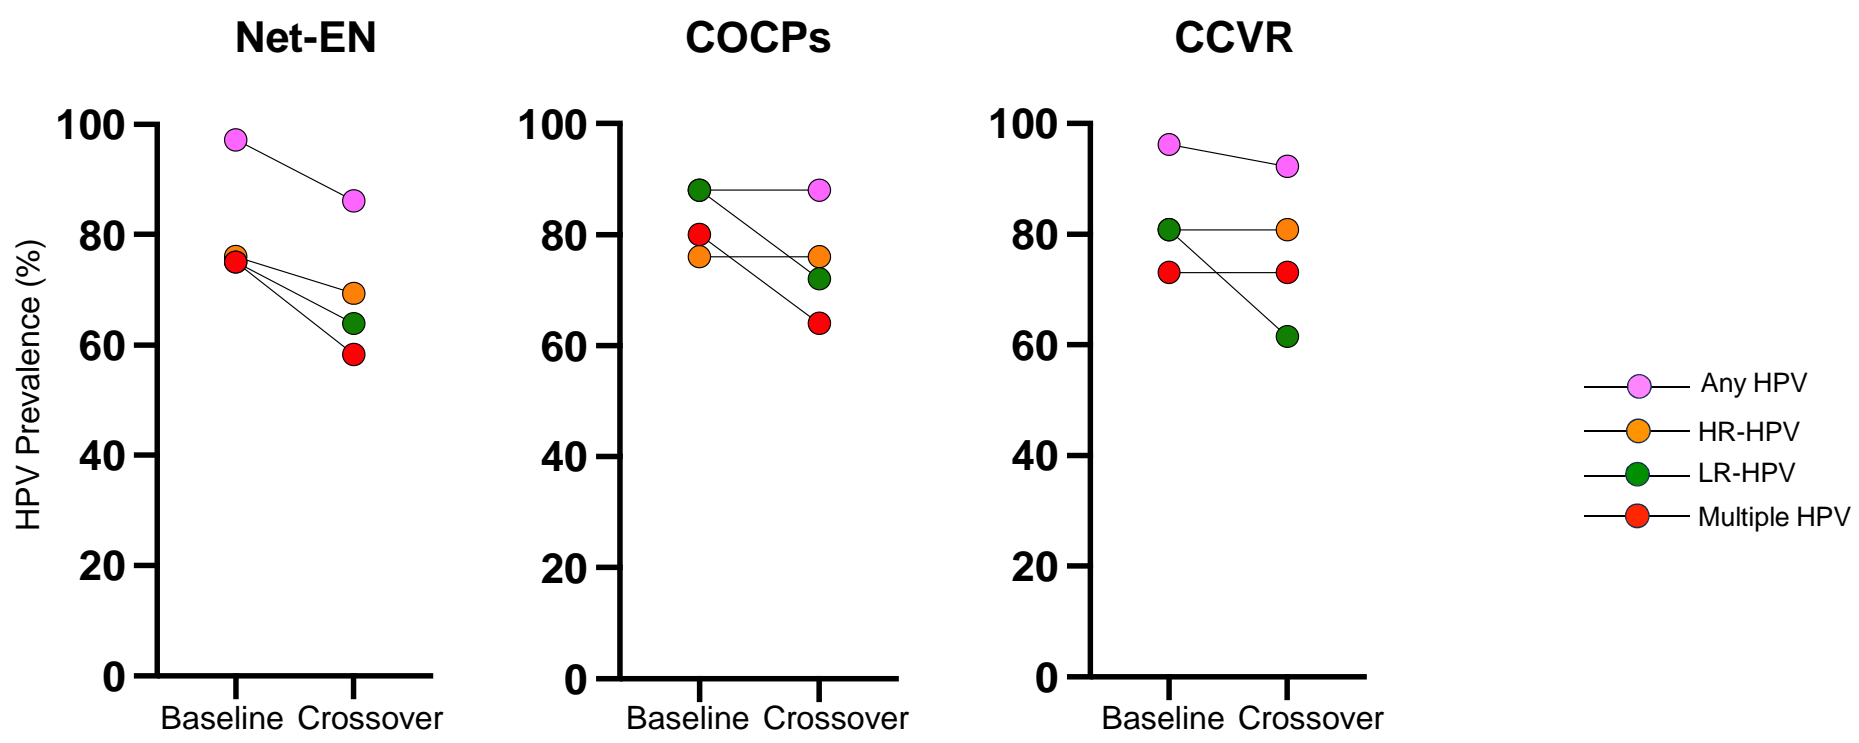 Net-EN
COCPs
CCVR
HPV Prevalence (%)
100
80
60
40
20
0
Baseline Crossover
100
80
60
40
20
0
Baseline Crossover
100
80
60
40
20
0
Baseline Crossover
Any HPV
HR-HPV
LR-HPV
Multiple HPV